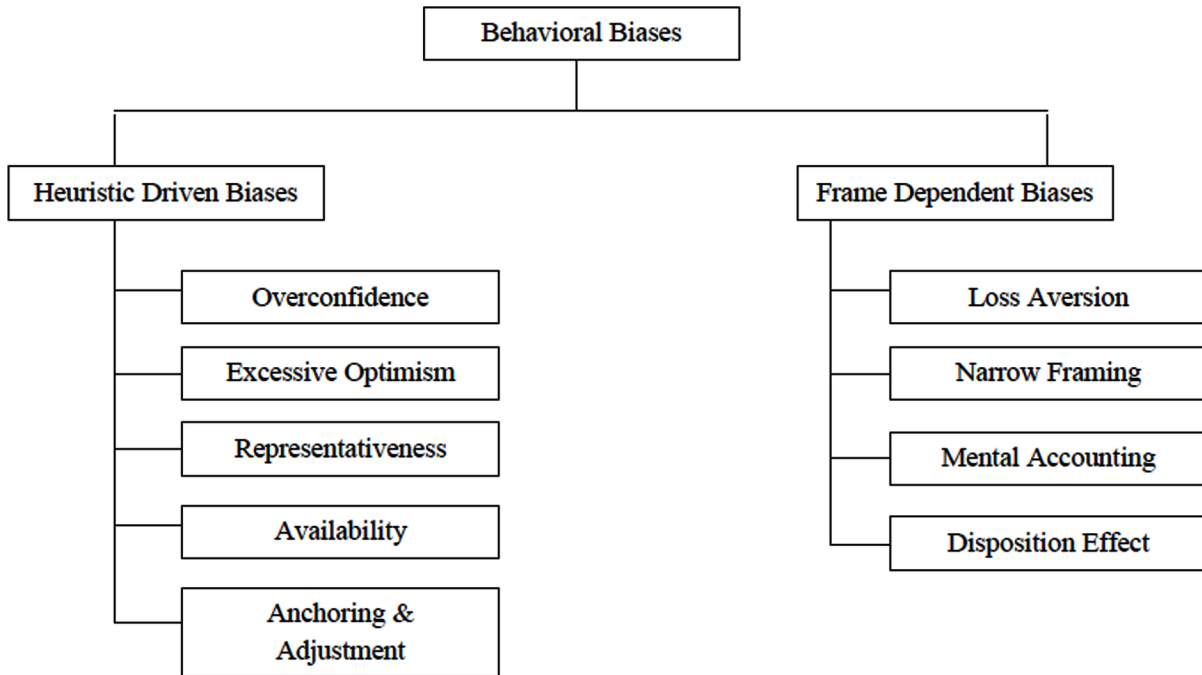 Behavioral Biases
Heuristic Driven Biases
Overconfidence
Excessive Optimism
Representativeness
Availability
Anchoring &
Adjustment
Frame Dependent Biases
Loss Aversion
Narrow Framing
Mental Accounting
Disposition Effect